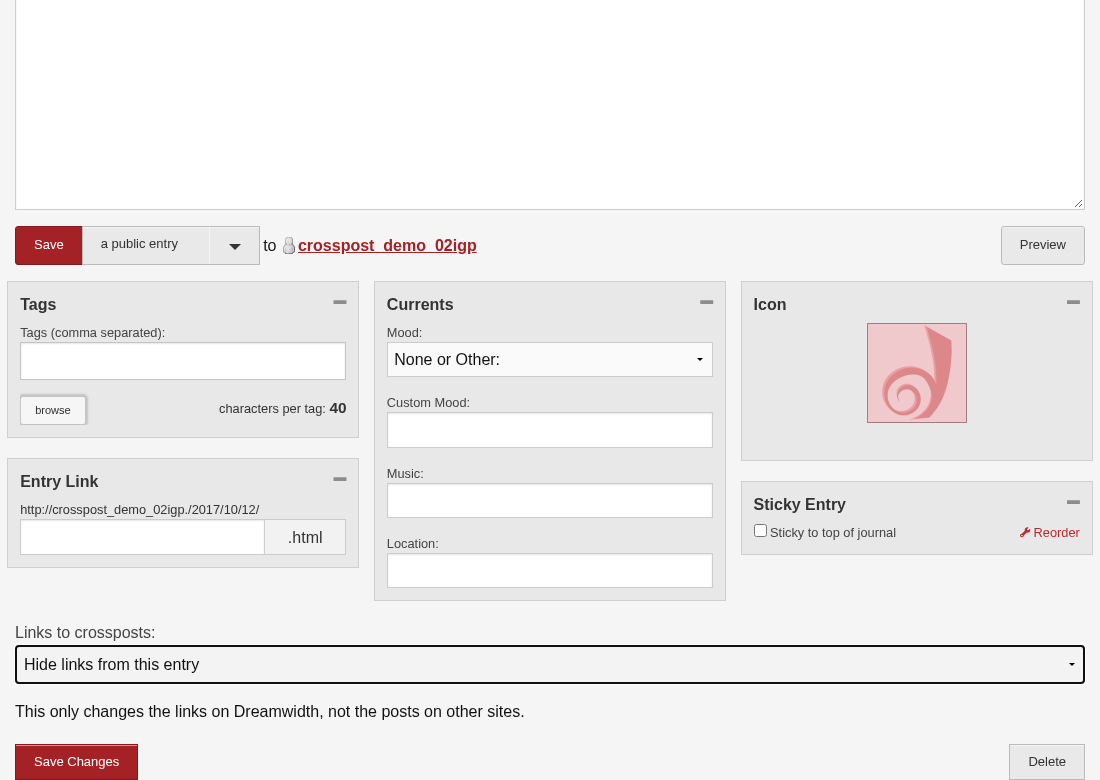 Save a public entry to crosspost_demo_02igp Preview
Tags
Tags (comma separated):
browse characters per tag: 40
Entry Link
http://crosspost_demo_02igp./2017/10/12/
.html
Currents
Mood:
None or Other:
Custom Mood:
Music:
Location:
Icon
Sticky Entry
Sticky to top of journal Reorder
Links to crossposts:
Hide links from this entry
This only changes the links on Dreamwidth, not the posts on other sites.
Save Changes Delete